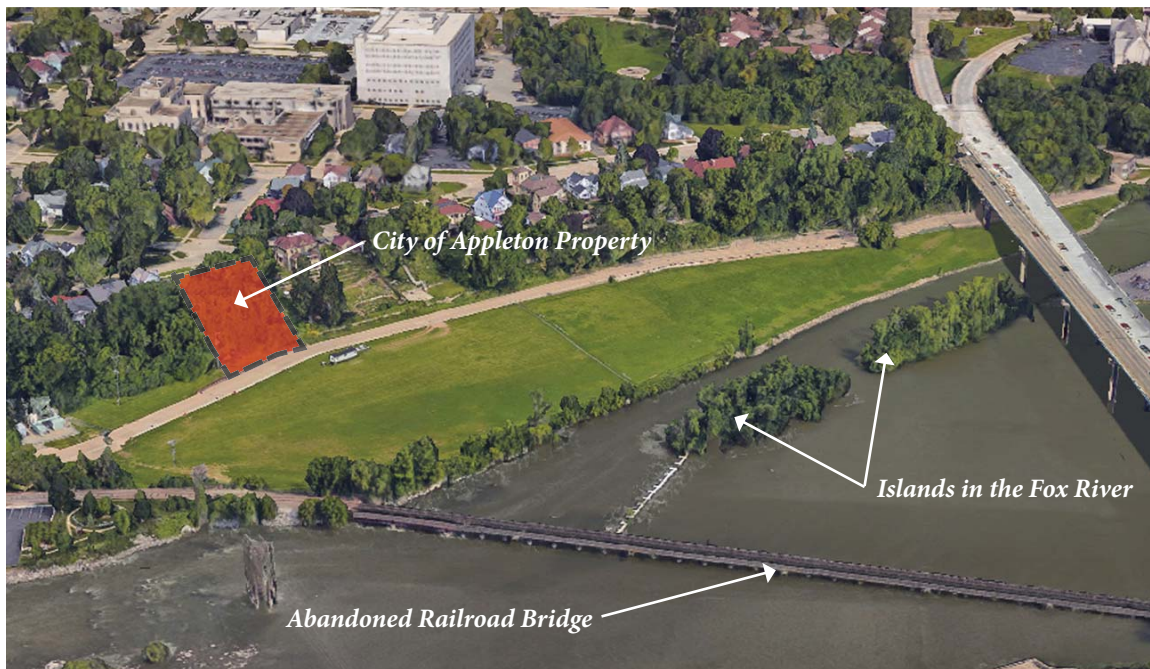 City of Appleton Property
Islands in the Fox River
Abandoned Railroad Bridge